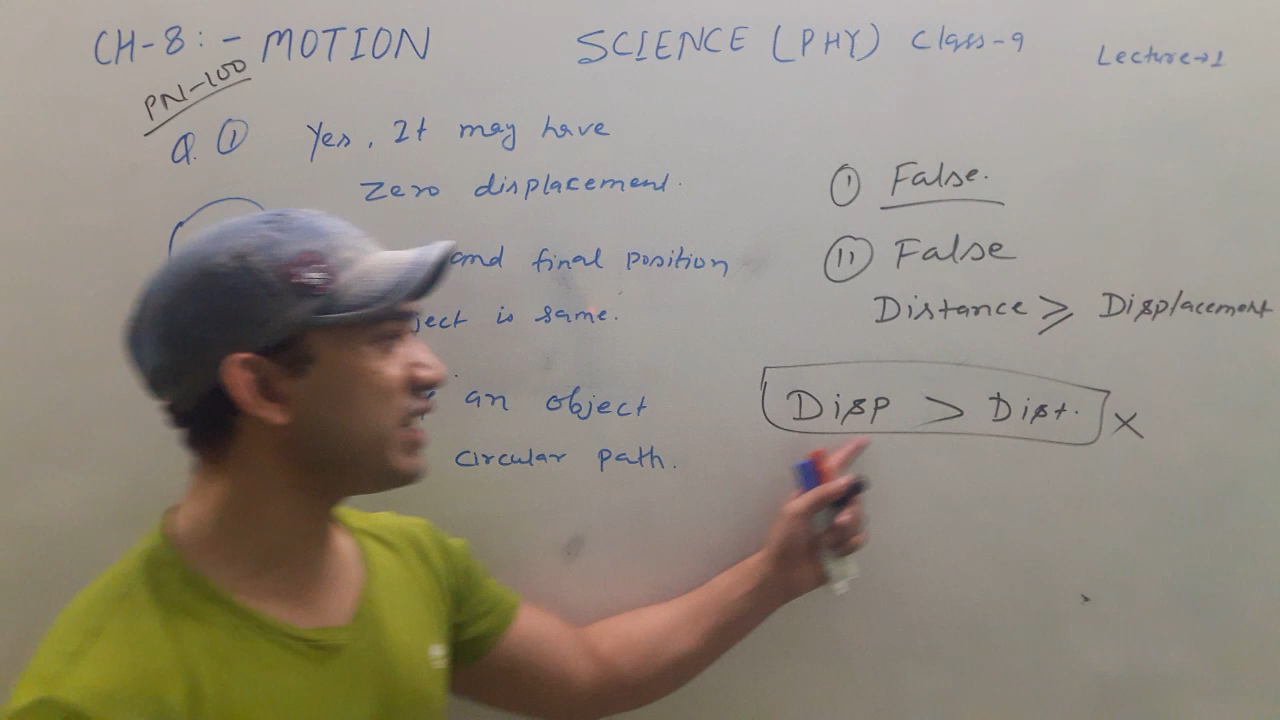 CH-8:- MOTION SCIENCE (PHY) Class-9 Lecture→1
PN-100
Q. ① Yes, It may have
zero displacement.
and final position
ject is same.
an object
circular path.
(I) False.
(II) False
Distance ⩾ Displacement
Disp > Dist. X